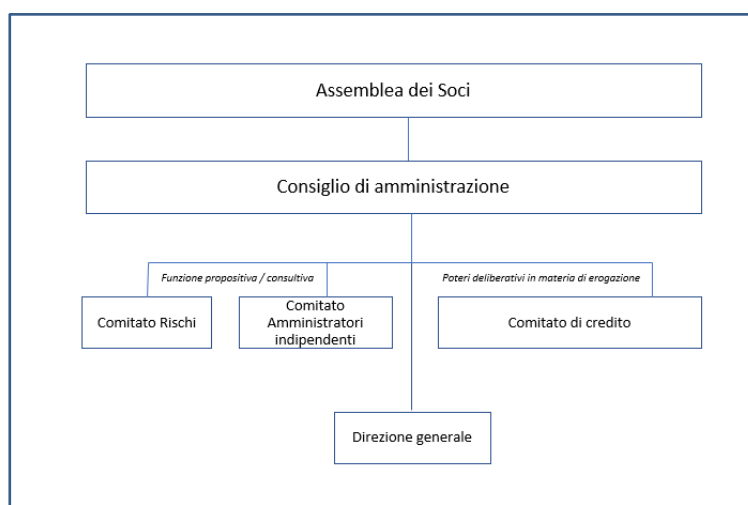 Assemblea dei Soci
Consiglio di amministrazione
Funzione propositiva / consultiva
Poteri deliberativi in materia di erogazione
Comitato Rischi
Comitato
Amministratori
indipendenti
Comitato di credito
Direzione generale